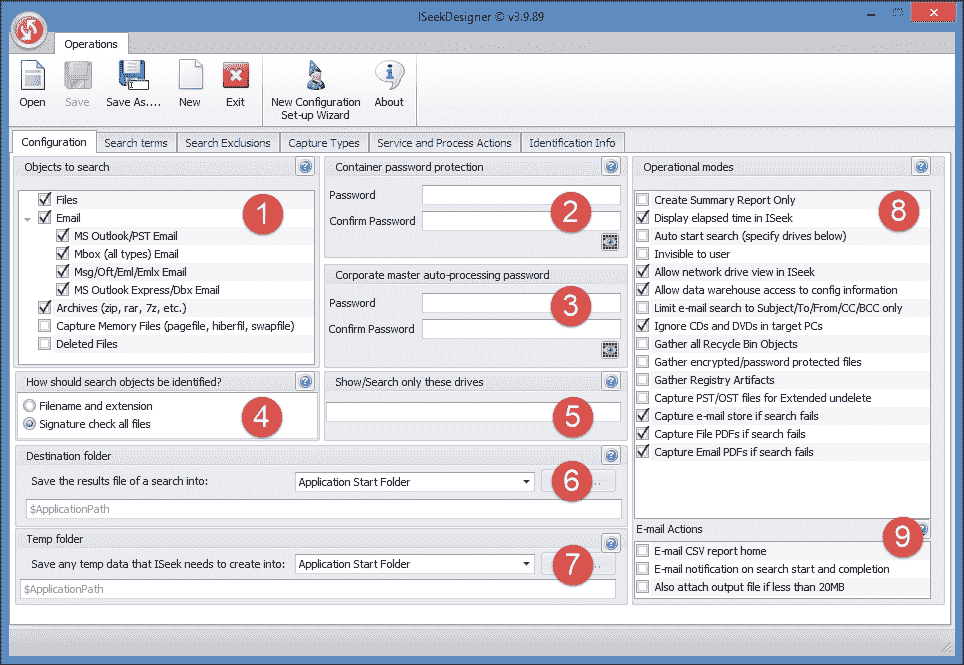 ISeekDesigner © v3.9.89
Operations
Open
Save
Save As....
New
Exit
New Configuration
Set-up Wizard
About
Configuration
Search terms
Search Exclusions
Capture Types
Service and Process Actions
Identification Info
Objects to search
Files
Email
MS Outlook/PST Email
Mbox (all types) Email
Msg/Oft/Eml/Emlx Email
MS Outlook Express/Dbx Email
Archives (zip, rar, 7z, etc.)
Capture Memory Files (pagefile, hiberfil, swapfile)
Deleted Files
1
Container password protection
Password
Confirm Password
2
Corporate master auto-processing password
Password
Confirm Password
3
How should search objects be identified?
Filename and extension
Signature check all files
4
Show/Search only these drives
5
Destination folder
Save the results file of a search into:
Application Start Folder
6
$ApplicationPath
Temp folder
Save any temp data that ISeek needs to create into:
Application Start Folder
7
$ApplicationPath
Operational modes
Create Summary Report Only
Display elapsed time in ISeek
Auto start search (specify drives below)
Invisible to user
Allow network drive view in ISeek
Allow data warehouse access to config information
Limit e-mail search to Subject/To/From/CC/BCC only
Ignore CDs and DVDs in target PCs
Gather all Recycle Bin Objects
Gather encrypted/password protected files
Gather Registry Artifacts
Capture PST/OST files for Extended undelete
Capture e-mail store if search fails
Capture File PDFs if search fails
Capture Email PDFs if search fails
8
E-mail Actions
9
E-mail CSV report home
E-mail notification on search start and completion
Also attach output file if less than 20MB